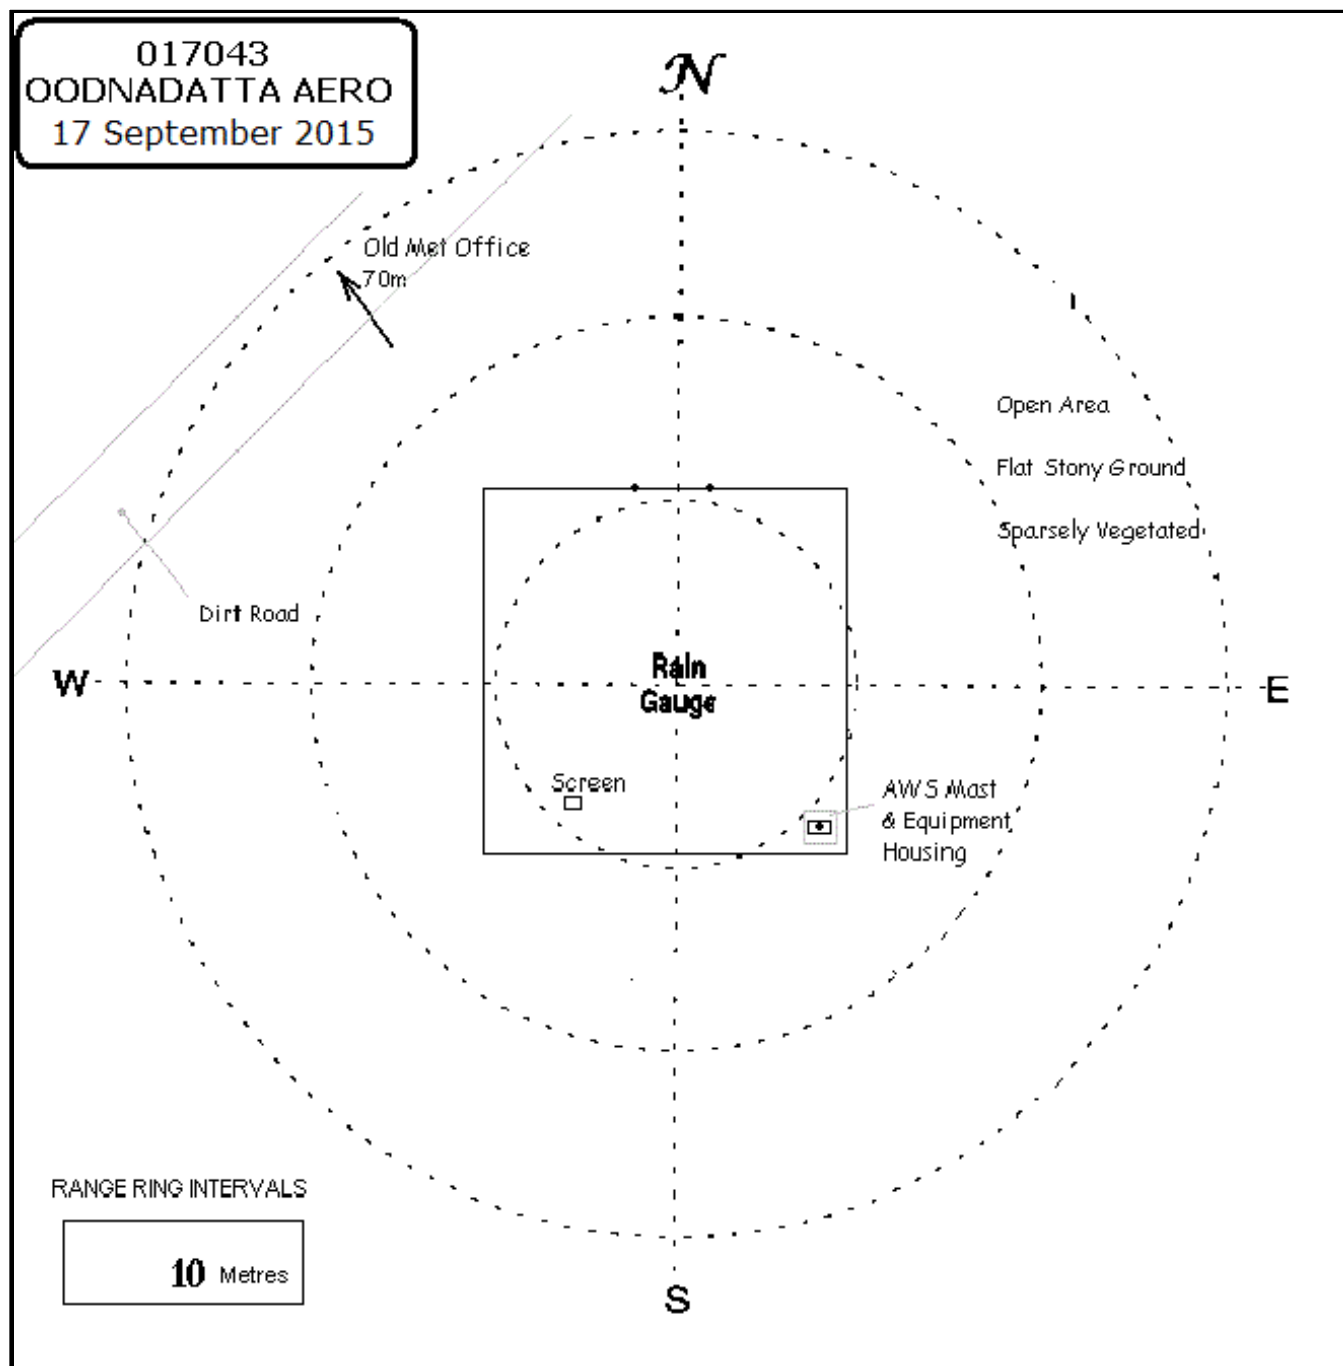 017043
OODNADATTA AERO
17 September 2015
N
Old Met Office
70m
Open Area
Flat Stony Ground
Sparsely Vegetated
Dirt Road
W
Rain
Gauge
E
Screen
AWS Mast
& Equipment
Housing
RANGE RING INTERVALS
10 Metres
S